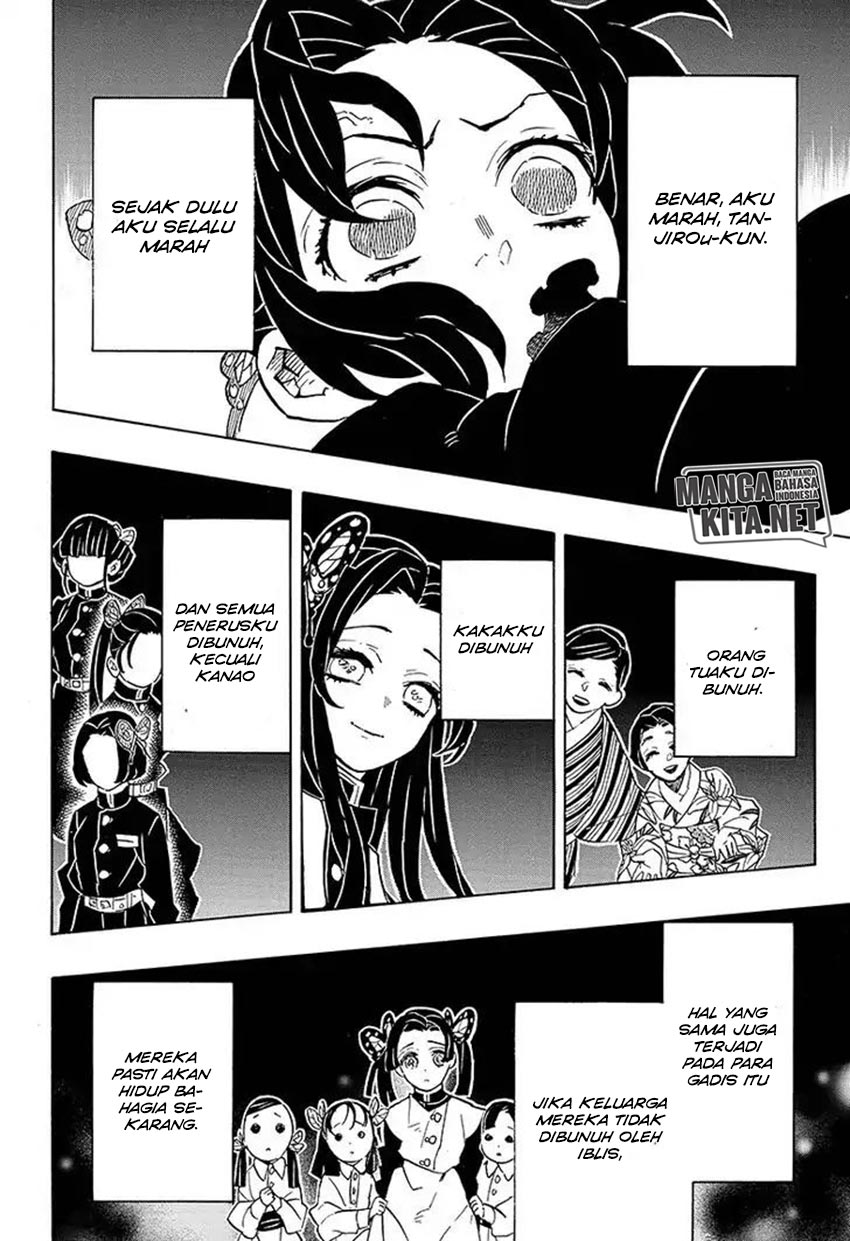 BENAR, AKU
MARAH, TAN-
JIROu-KUN.
SEJAK DULU
AKU SELALU
MARAH
MANGA
KITA.NET
BACA MANGA
BAHASA
INDONESIA
ORANG
TUAKU DI-
BUNUH.
KAKAKKU
DIBUNUH
DAN SEMUA
PENERUSKU
DIBUNUH,
KECUALI
KANAO
HAL YANG
SAMA JUGA
TERJADI
PADA PARA
GADIS ITU
JIKA KELUARGA
MEREKA TIDAK
DIBUNUH OLEH
IBLIS,
MEREKA
PASTI AKAN
HIDUP BA-
HAGIA SE-
KARANG.